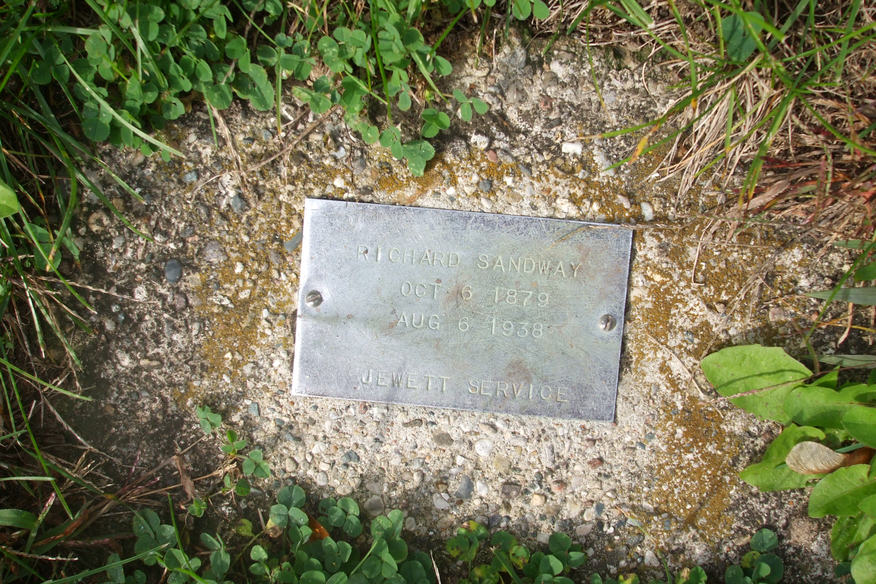 RICHARD SANDWAY
OCT 6 1879
AUG 6 1938
JEWETT SERVICE